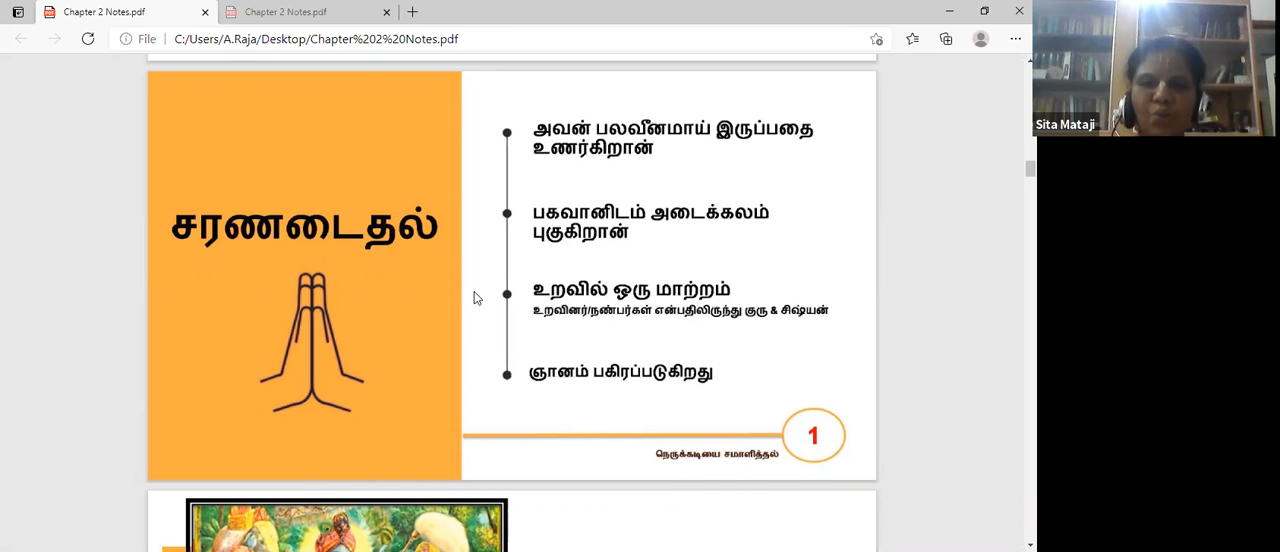 Chapter 2 Notes.pdf
Chapter 2 Notes.pdf
File
C:/Users/A.Raja/Desktop/Chapter%202%20Notes.pdf
Sita Mataji
சரணடைதல்
அவன் பலவீனமாய் இருப்பதை
உணர்கிறான்
பகவானிடம் அடைக்கலம்
புகுகிறான்
உறவில் ஒரு மாற்றம்
உறவினர்/நண்பர்கள் என்பதிலிருந்து குரு & சிஷ்யன்
ஞானம் பகிரப்படுகிறது
1
நெருக்கடியை சமாளித்தல்